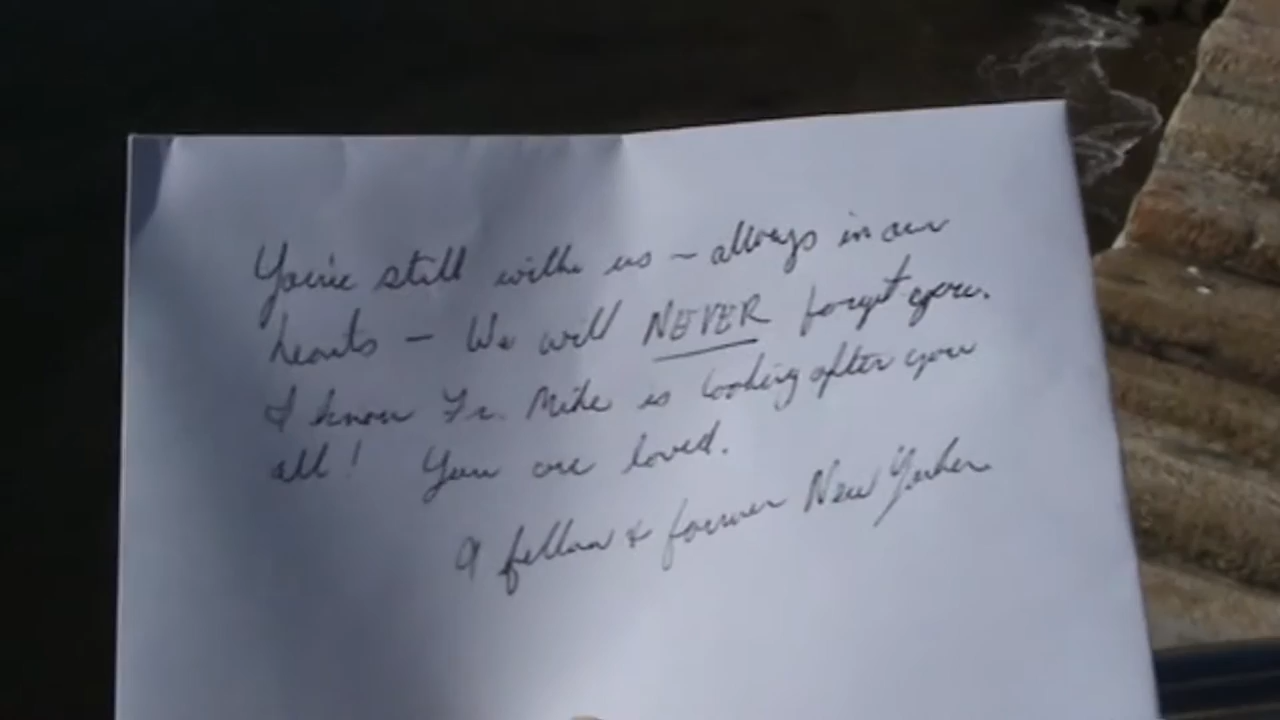 You're still with us - always in our
hearts - We will NEVER forget you.
I know Fr. Mike is looking after you
all! You are loved.
A fellow & former New Yorker